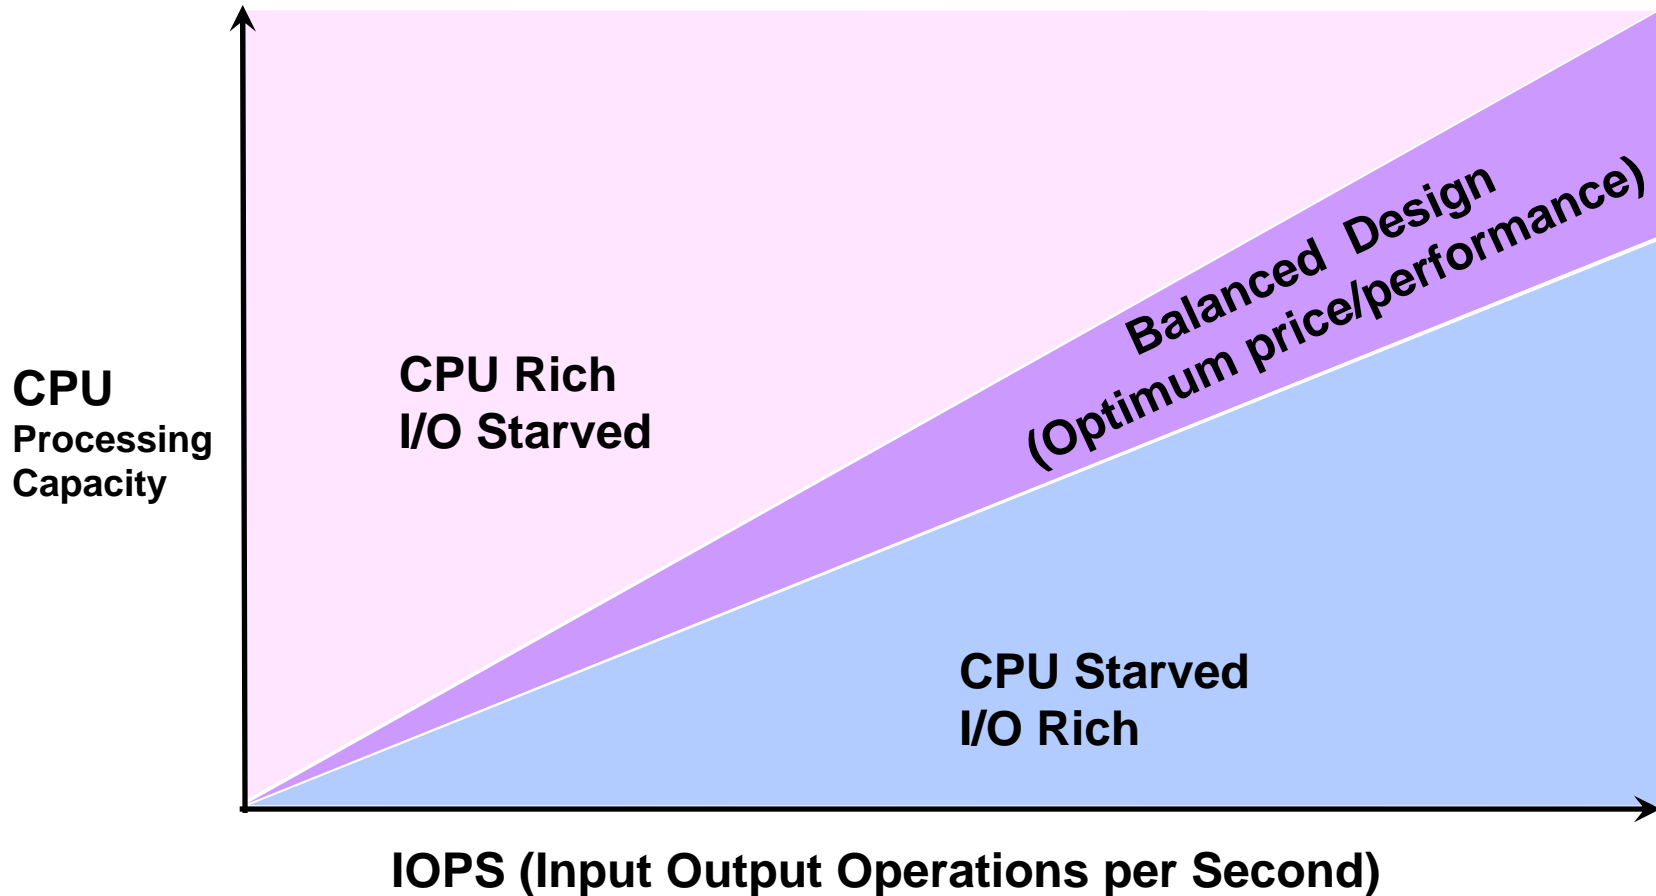 CPU
Processing
Capacity
CPU Rich
I/O Starved
Balanced Design
(Optimum price/performance)
CPU Starved
I/O Rich
IOPS (Input Output Operations per Second)